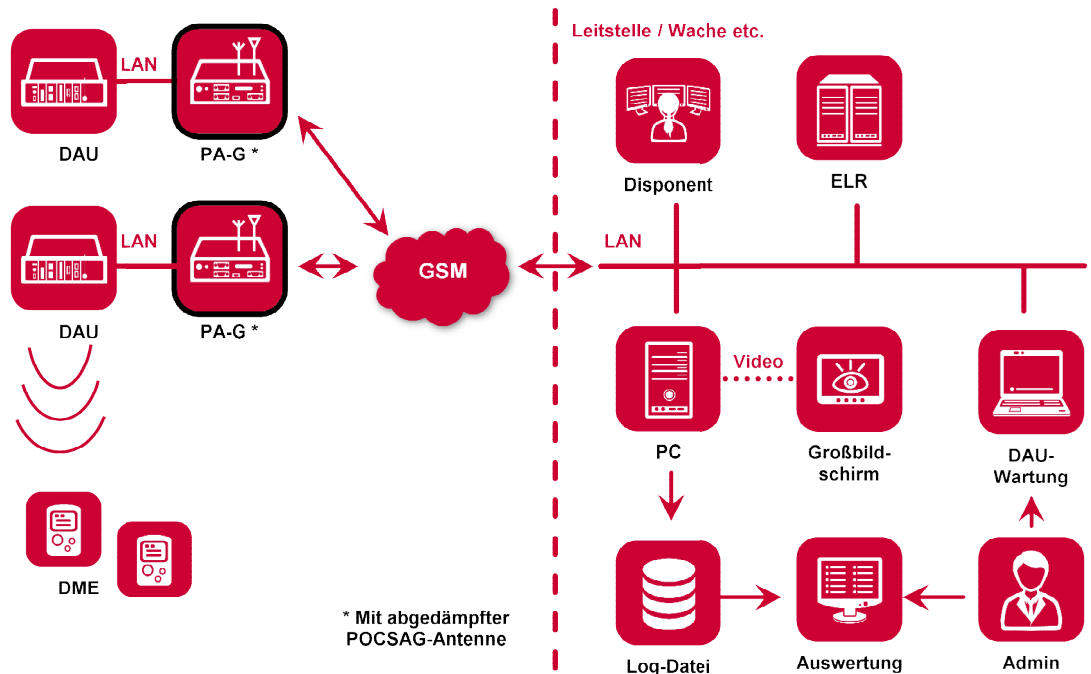 Leitstelle / Wache etc.
LAN
DAU
PA-G *
Disponent
ELR
LAN
DAU
PA-G *
GSM
LAN
Video
PC
Großbild-
schirm
DAU-
Wartung
DME
* Mit abgedämpfter
POCSAG-Antenne
Log-Datei
Auswertung
Admin